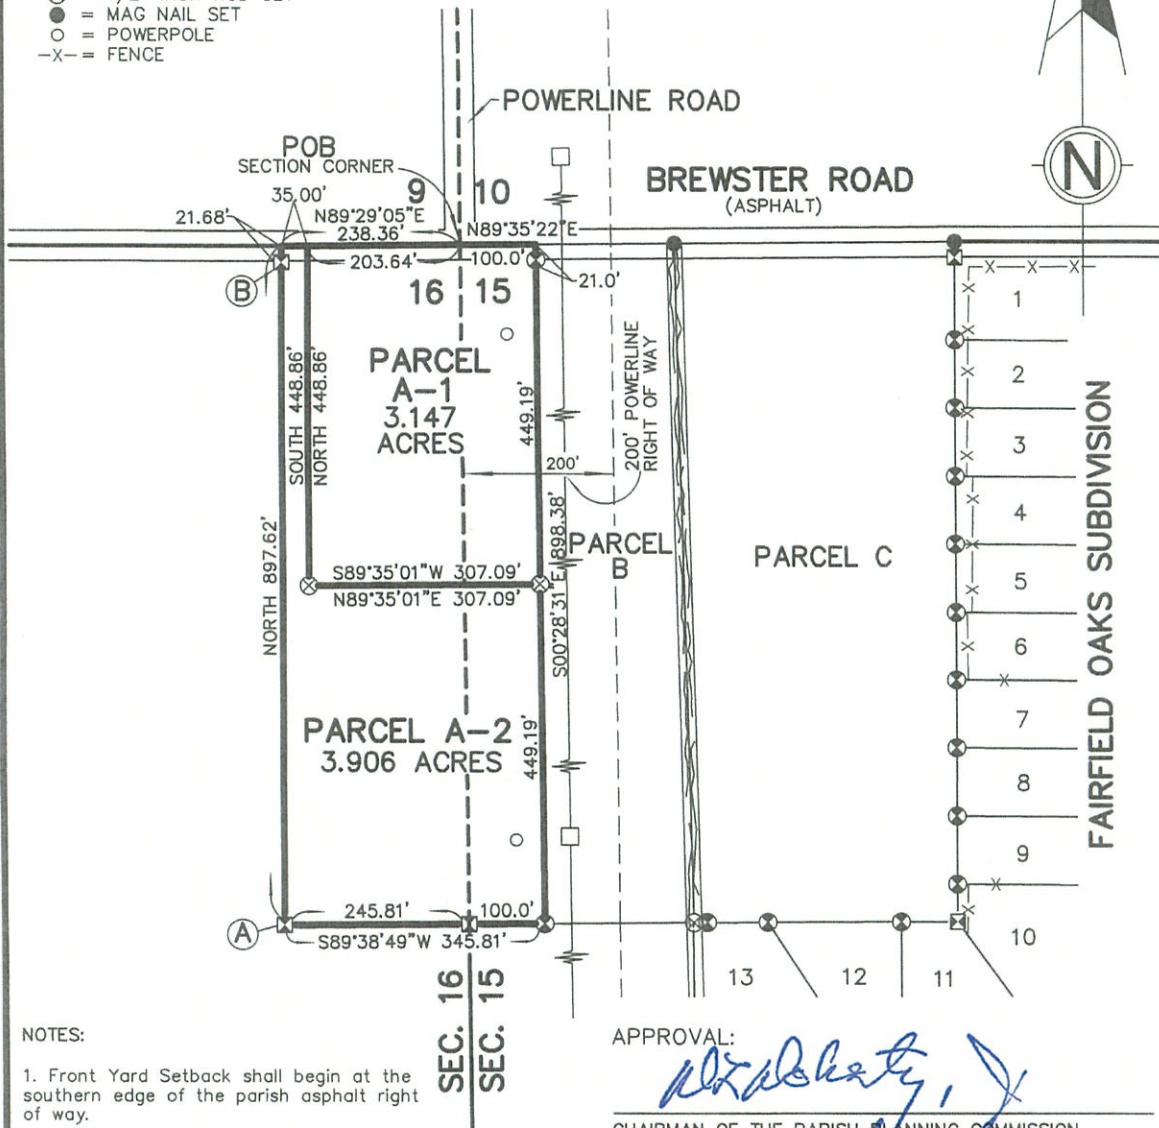 ● = MAG NAIL SET
○ = POWERPOLE
—X— = FENCE
POWERLINE ROAD
N
POB
SECTION CORNER
9 10
BREWSTER ROAD
(ASPHALT)
35.00'
21.68'
N89°29'05"E
238.36'
N89°35'22"E
203.64'
100.0'
21.0'
B
16 15
PARCEL
A-1
3.147
ACRES
SOUTH 448.86'
NORTH 448.86'
449.19'
200'
200' POWERLINE
RIGHT OF WAY
S00°28'31"E 898.38'
PARCEL
B
PARCEL C
1
2
3
4
5
6
7
8
9
10
11
12
13
FAIRFIELD OAKS SUBDIVISION
S89°35'01"W 307.09'
N89°35'01"E 307.09'
NORTH 897.62'
PARCEL A-2
3.906 ACRES
449.19'
245.81'
100.0'
A
S89°38'49"W 345.81'
SEC. 16
SEC. 15
NOTES:
1. Front Yard Setback shall begin at the
southern edge of the parish asphalt right
of way.
APPROVAL:
CHAIRMAN OF THE PARISH PLANNING COMMISSION